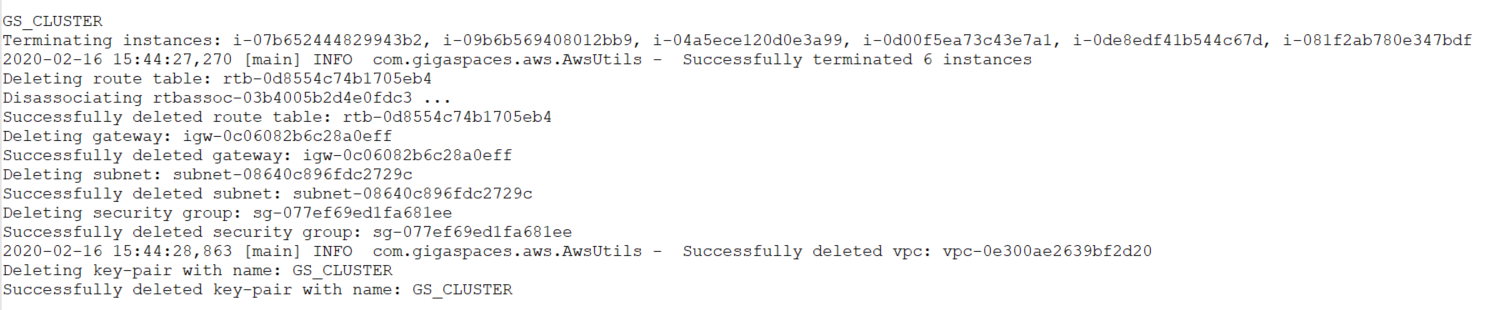 GS_CLUSTER
Terminating instances: i-07b652444829943b2, i-09b6b569408012bb9, i-04a5ece120d0e3a99, i-0d00f5ea73c43e7a1, i-0de8edf41b544c67d, i-081f2ab780e347bdf
2020-02-16 15:44:27,270 [main] INFO  com.gigaspaces.aws.AwsUtils -  Successfully terminated 6 instances
Deleting route table: rtb-0d8554c74b1705eb4
Disassociating rtbassoc-03b4005b2d4e0fdc3 ...
Successfully deleted route table: rtb-0d8554c74b1705eb4
Deleting gateway: igw-0c06082b6c28a0eff
Successfully deleted gateway: igw-0c06082b6c28a0eff
Deleting subnet: subnet-08640c896fdc2729c
Successfully deleted subnet: subnet-08640c896fdc2729c
Deleting security group: sg-077ef69ed1fa681ee
Successfully deleted security group: sg-077ef69ed1fa681ee
2020-02-16 15:44:28,863 [main] INFO  com.gigaspaces.aws.AwsUtils -  Successfully deleted vpc: vpc-0e300ae2639bf2d20
Deleting key-pair with name: GS_CLUSTER
Successfully deleted key-pair with name: GS_CLUSTER